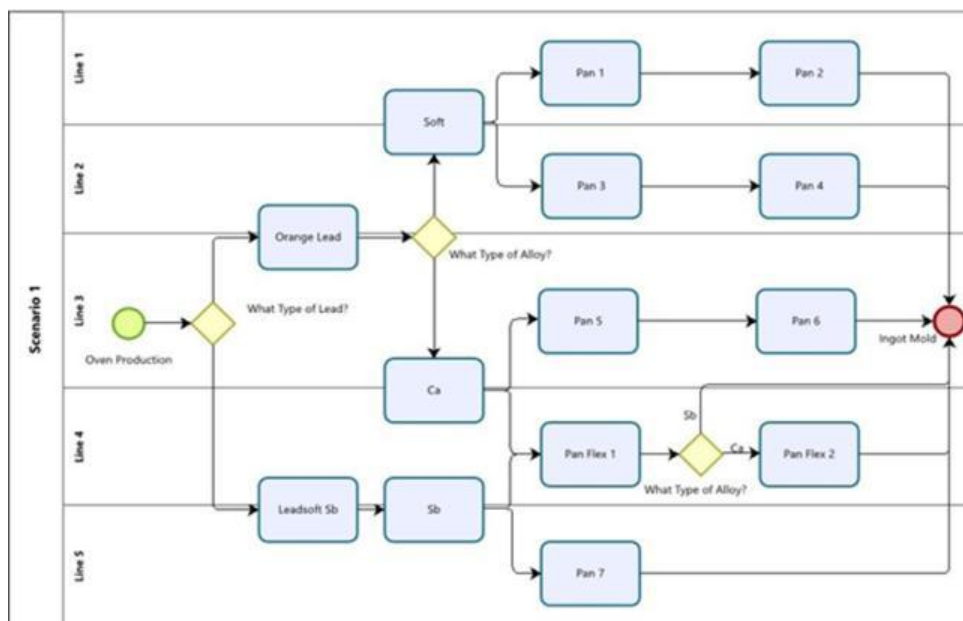 Scenario 1
Line 1
Line 2
Line 3
Line 4
Line 5
Pan 1
Pan 2
Soft
Pan 3
Pan 4
Orange Lead
What Type of Alloy?
What Type of Lead?
Oven Production
Pan 5
Pan 6
Ingot Mold
Ca
Sb
Pan Flex 1
Ca
Pan Flex 2
What Type of Alloy?
Leadsoft Sb
Sb
Pan 7